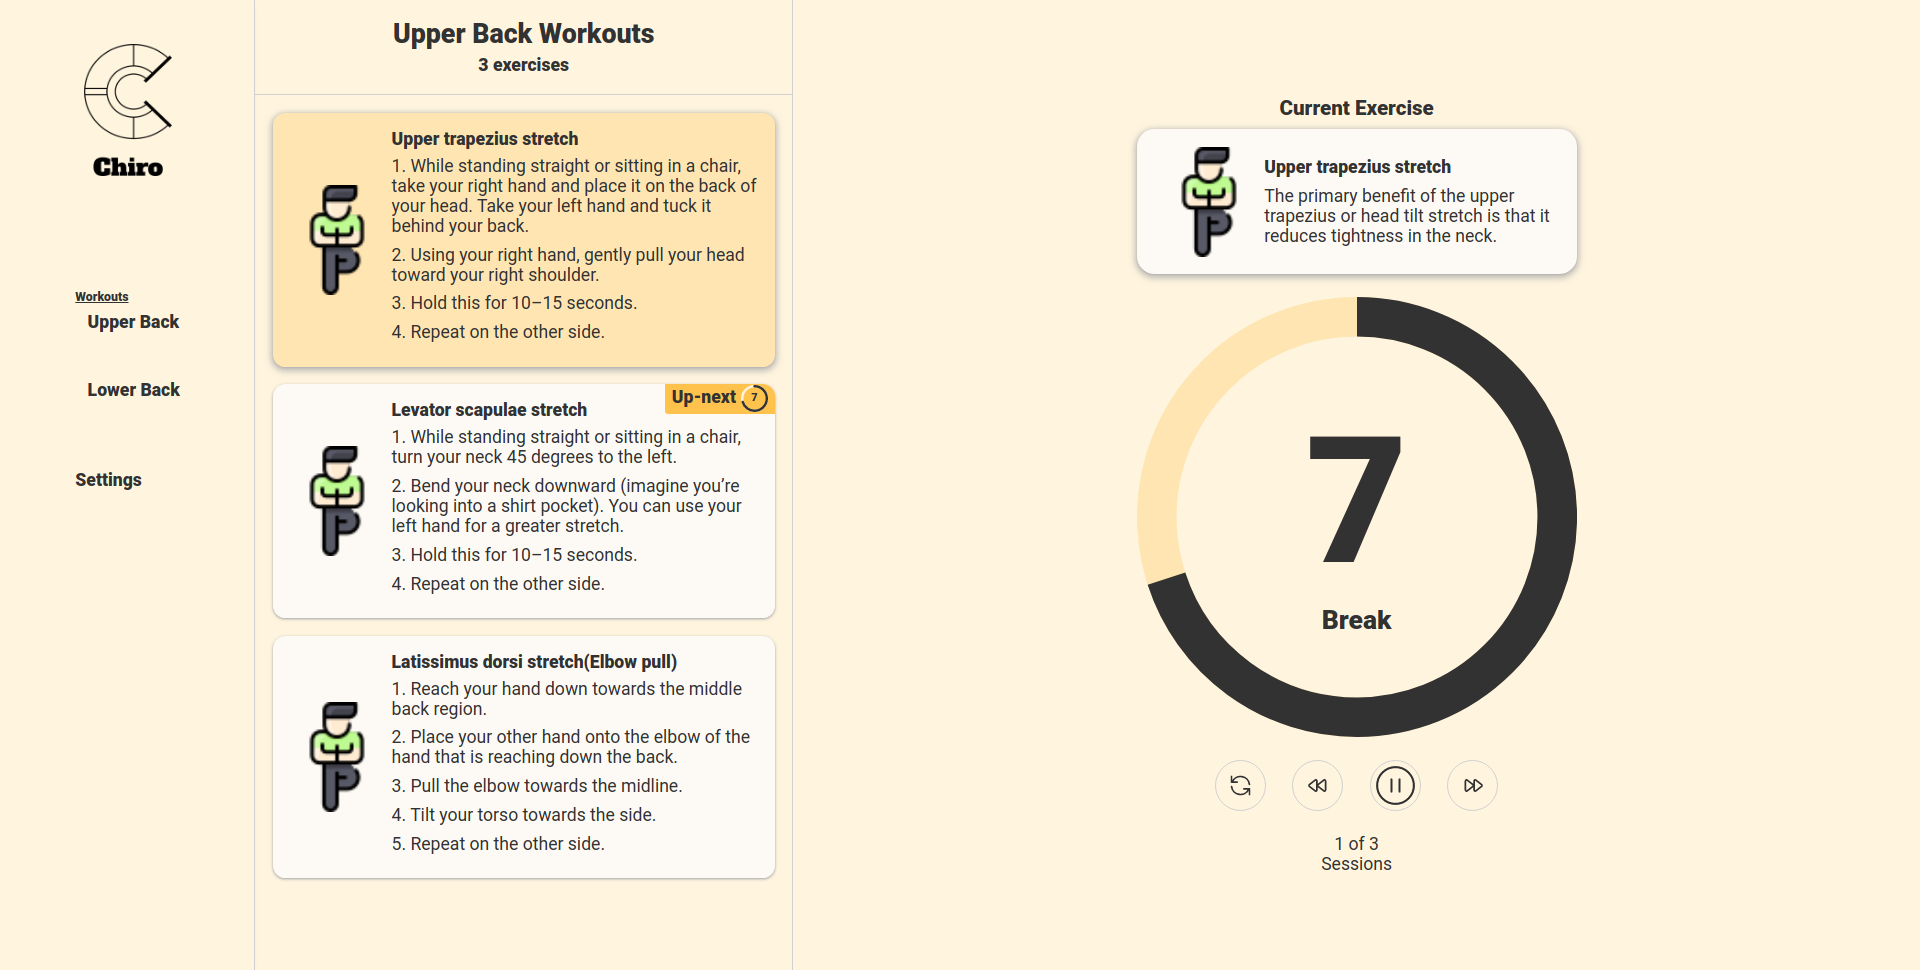 Chiro
Workouts
Upper Back
Lower Back
Settings
Upper Back Workouts
3 exercises
Upper trapezius stretch
1. While standing straight or sitting in a chair,
take your right hand and place it on the back of
your head. Take your left hand and tuck it
behind your back.
2. Using your right hand, gently pull your head
toward your right shoulder.
3. Hold this for 10–15 seconds.
4. Repeat on the other side.
Up-next 7
Levator scapulae stretch
1. While standing straight or sitting in a chair,
turn your neck 45 degrees to the left.
2. Bend your neck downward (imagine you’re
looking into a shirt pocket). You can use your
left hand for a greater stretch.
3. Hold this for 10–15 seconds.
4. Repeat on the other side.
Latissimus dorsi stretch(Elbow pull)
1. Reach your hand down towards the middle
back region.
2. Place your other hand onto the elbow of the
hand that is reaching down the back.
3. Pull the elbow towards the midline.
4. Tilt your torso towards the side.
5. Repeat on the other side.
Current Exercise
Upper trapezius stretch
The primary benefit of the upper
trapezius or head tilt stretch is that it
reduces tightness in the neck.
7
Break
1 of 3
Sessions